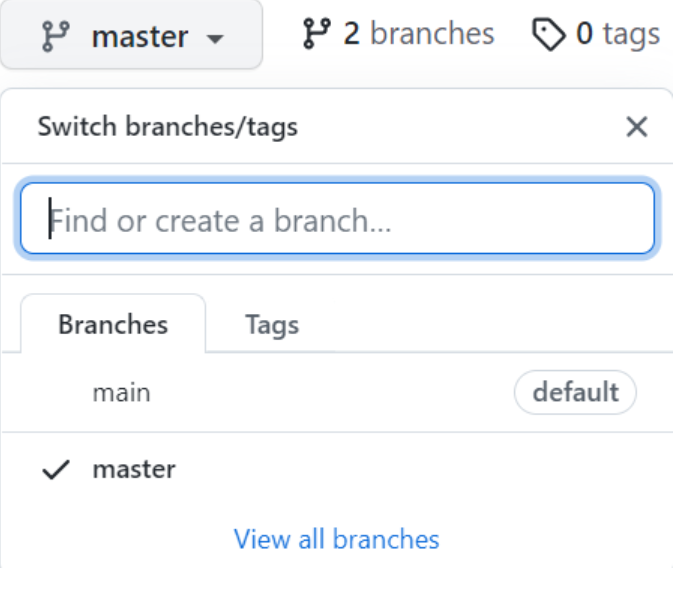 master 2 branches 0 tags
Switch branches/tags
Find or create a branch...
Branches Tags
main default
master
View all branches